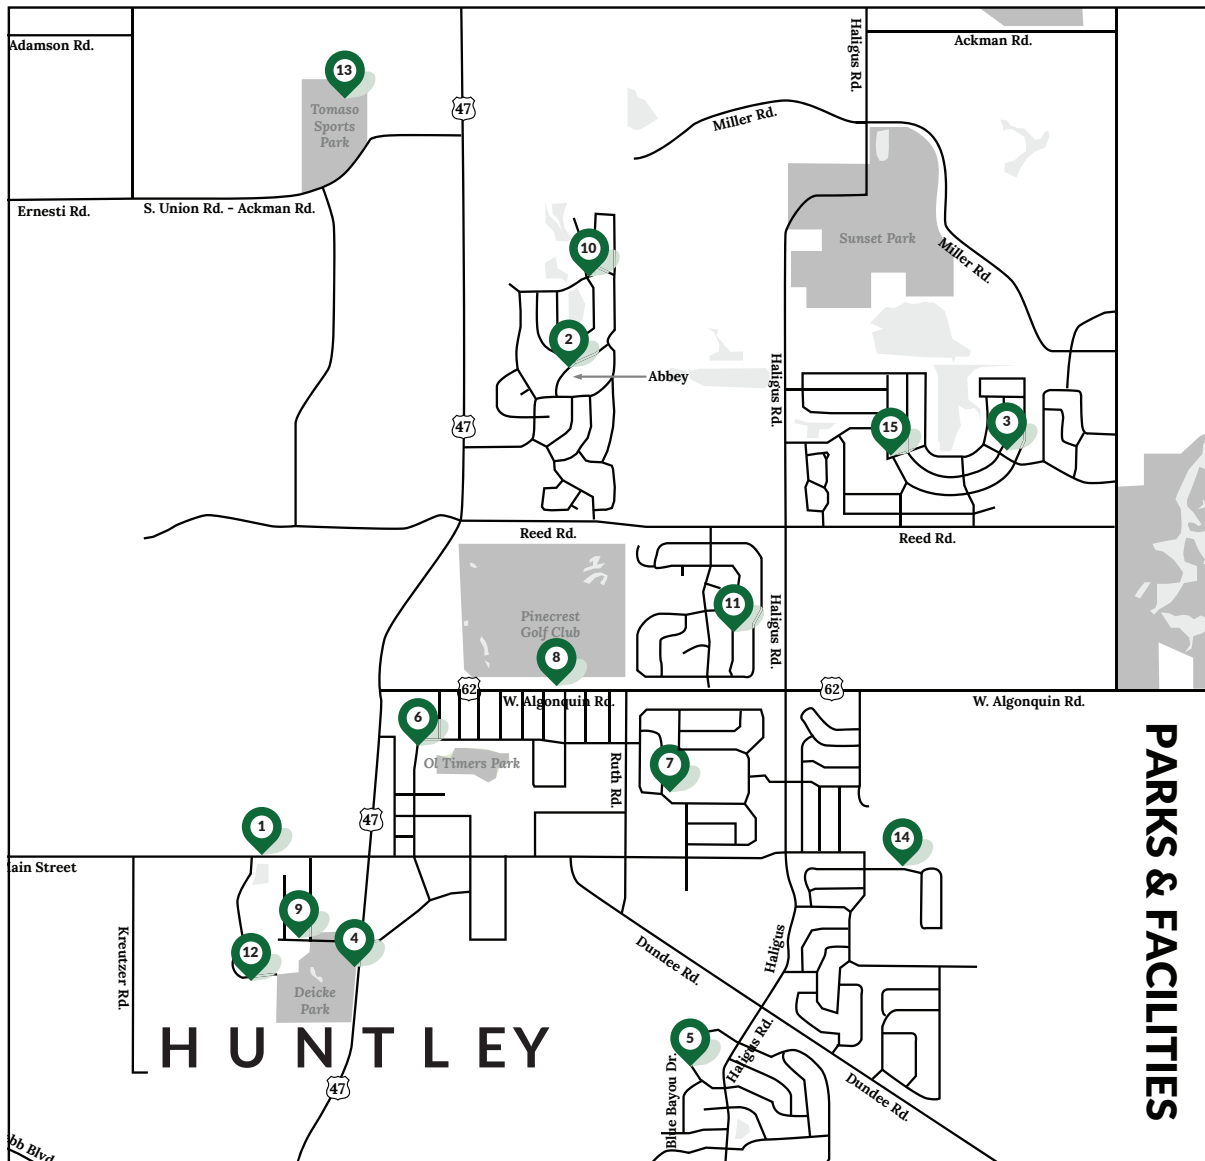 Adamson Rd.
13
Tomaso
Sports
Park
47
Haligus Rd.
Ackman Rd.
Miller Rd.
Ernesti Rd.
S. Union Rd. - Ackman Rd.
10
Sunset Park
Miller Rd.
2
Abbey
Haligus Rd.
47
15
3
Reed Rd.
Reed Rd.
Pinecrest
Golf Club
11
Haligus Rd.
8
62
62
W. Algonquin Rd.
W. Algonquin Rd.
6
Ol Timers Park
Ruth Rd.
7
PARKS & FACILITIES
47
1
14
ain Street
9
4
12
Kreutzer Rd.
Deicke
Park
Dundee Rd.
Haligus
HUNTLEY
5
Haligus Rd.
Blue Bayou Dr.
47
Dundee Rd.
bb Blvd